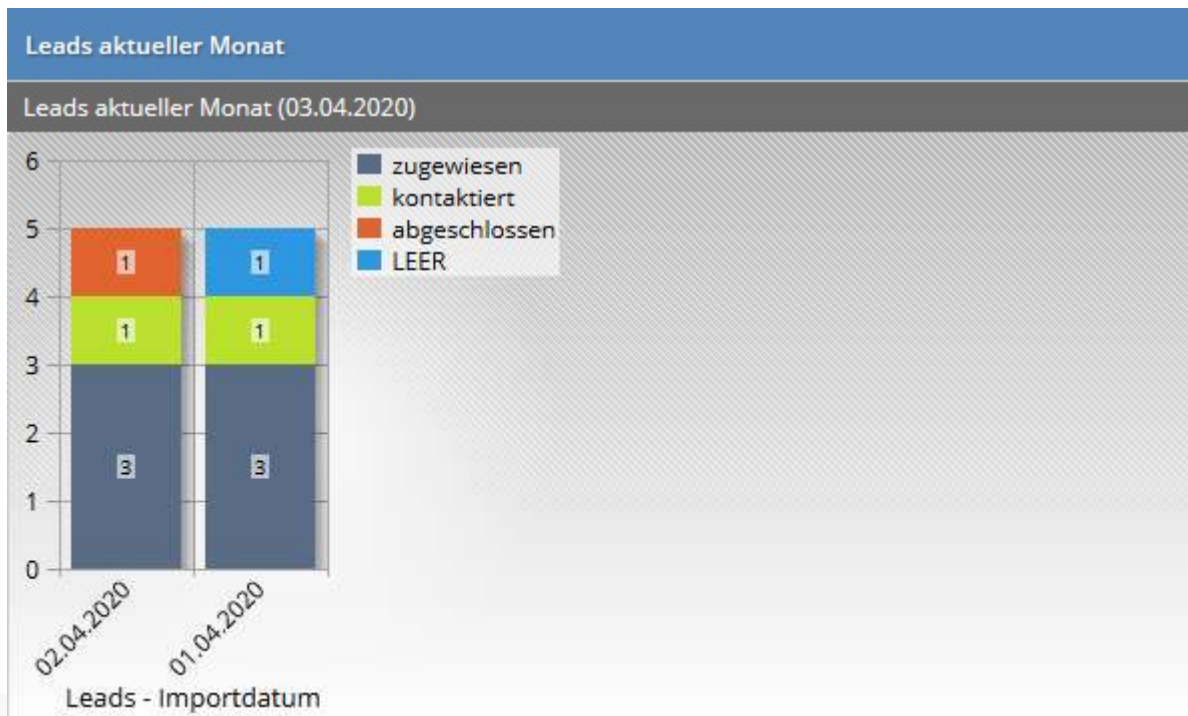 Leads aktueller Monat
Leads aktueller Monat (03.04.2020)
6
5
4
3
2
1
0
1
1
3
1
1
3
zugewiesen
kontaktiert
abgeschlossen
LEER
02.04.2020
01.04.2020
Leads - Importdatum